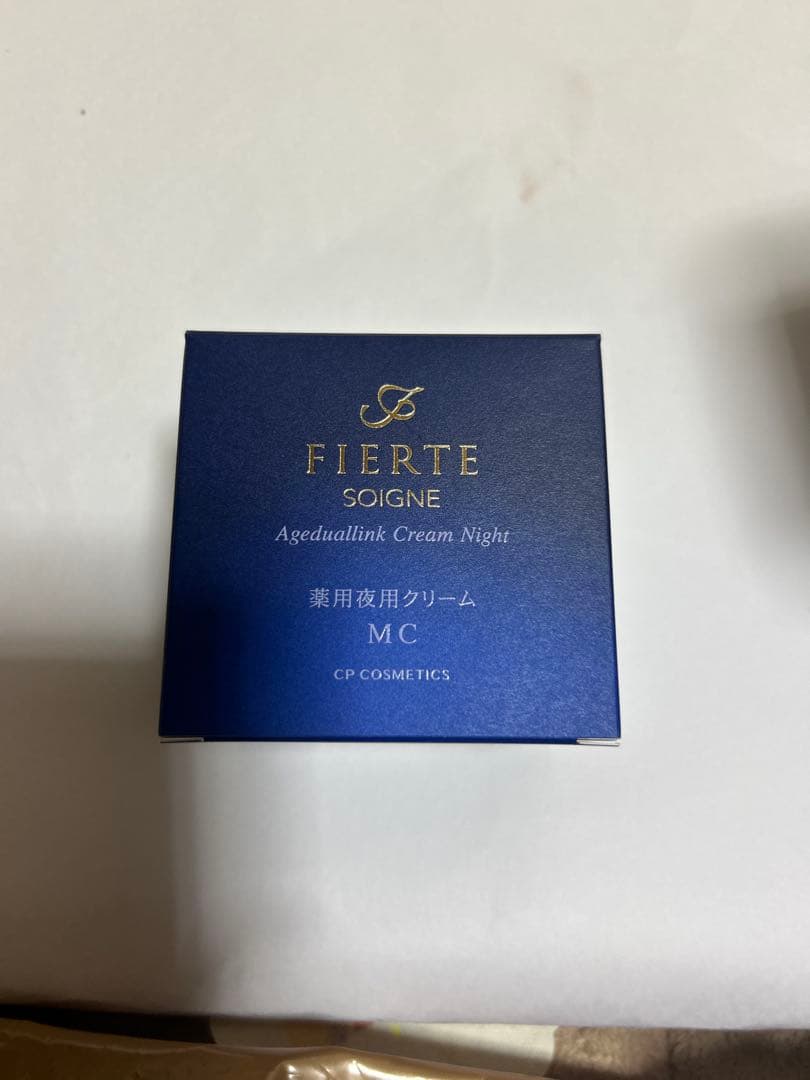 FIERTE
SOIGNE
Ageduallink Cream Night
薬用夜用クリーム
MC
CP COSMETICS